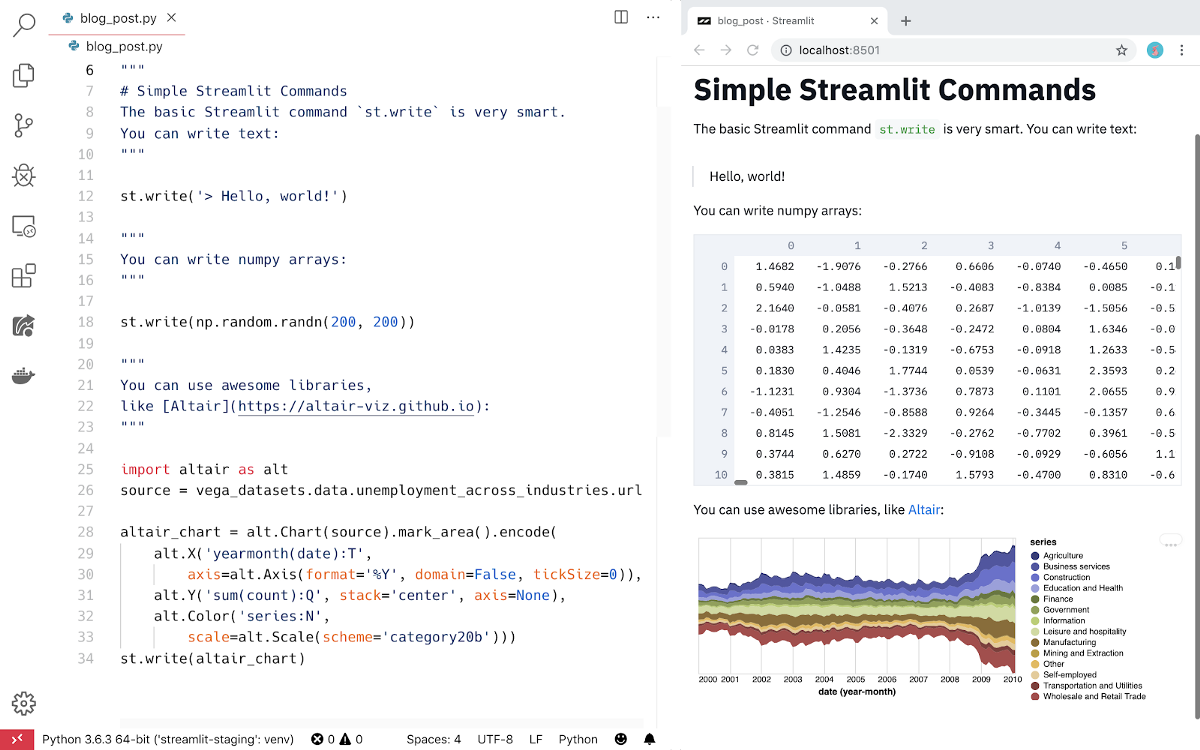 blog_post.py
blog_post.py
6 """
7 # Simple Streamlit Commands
8 The basic Streamlit command `st.write` is very smart.
9 You can write text:
10 """
11
12 st.write('> Hello, world!')
13
14 """
15 You can write numpy arrays:
16 """
17
18 st.write(np.random.randn(200, 200))
19
20 """
21 You can use awesome libraries,
22 like [Altair](https://altair-viz.github.io):
23 """
24
25 import altair as alt
26 source = vega_datasets.data.unemployment_across_industries.url
27
28 altair_chart = alt.Chart(source).mark_area().encode(
29 alt.X('yearmonth(date):T',
30 axis=alt.Axis(format='%Y', domain=False, tickSize=0)),
31 alt.Y('sum(count):Q', stack='center', axis=None),
32 alt.Color('series:N',
33 scale=alt.Scale(scheme='category20b')))
34 st.write(altair_chart)
Python 3.6.3 64-bit ('streamlit-staging': venv) 0 0 Spaces: 4 UTF-8 LF Python
blog_post · Streamlit
localhost:8501
Simple Streamlit Commands
The basic Streamlit command st.write is very smart. You can write text:
Hello, world!
You can write numpy arrays:
0 1 2 3 4 5
0 1.4682 -1.9076 -0.2766 0.6606 -0.0740 -0.4650 0.1
1 0.5940 -1.0488 1.5213 -0.4083 -0.8384 0.0085 -0.1
2 2.1640 -0.0581 -0.4076 0.2687 -1.0139 -1.5056 -0.5
3 -0.0178 0.2056 -0.3648 -0.2472 0.0804 1.6346 -0.0
4 0.0383 1.4235 -0.1319 -0.6753 -0.0918 1.2633 -0.5
5 0.1830 0.4046 1.7744 0.0539 -0.0631 2.3593 0.2
6 -1.1231 0.9304 -1.3736 0.7873 0.1101 2.0655 0.9
7 -0.4051 -1.2546 -0.8588 0.9264 -0.3445 -0.1357 0.6
8 0.8145 1.5081 -2.3329 -0.2762 -0.7702 0.3961 -0.5
9 0.3744 0.6270 0.2722 -0.9108 -0.0929 -0.6056 1.1
10 0.3815 1.4859 -0.1740 1.5793 -0.4700 0.8310 -0.6
You can use awesome libraries, like Altair:
series
Agriculture
Business services
Construction
Education and Health
Finance
Government
Information
Leisure and hospitality
Manufacturing
Mining and Extraction
Other
Self-employed
Transportation and Utilities
Wholesale and Retail Trade
2000 2001 2002 2003 2004 2005 2006 2007 2008 2009 2010
date (year-month)